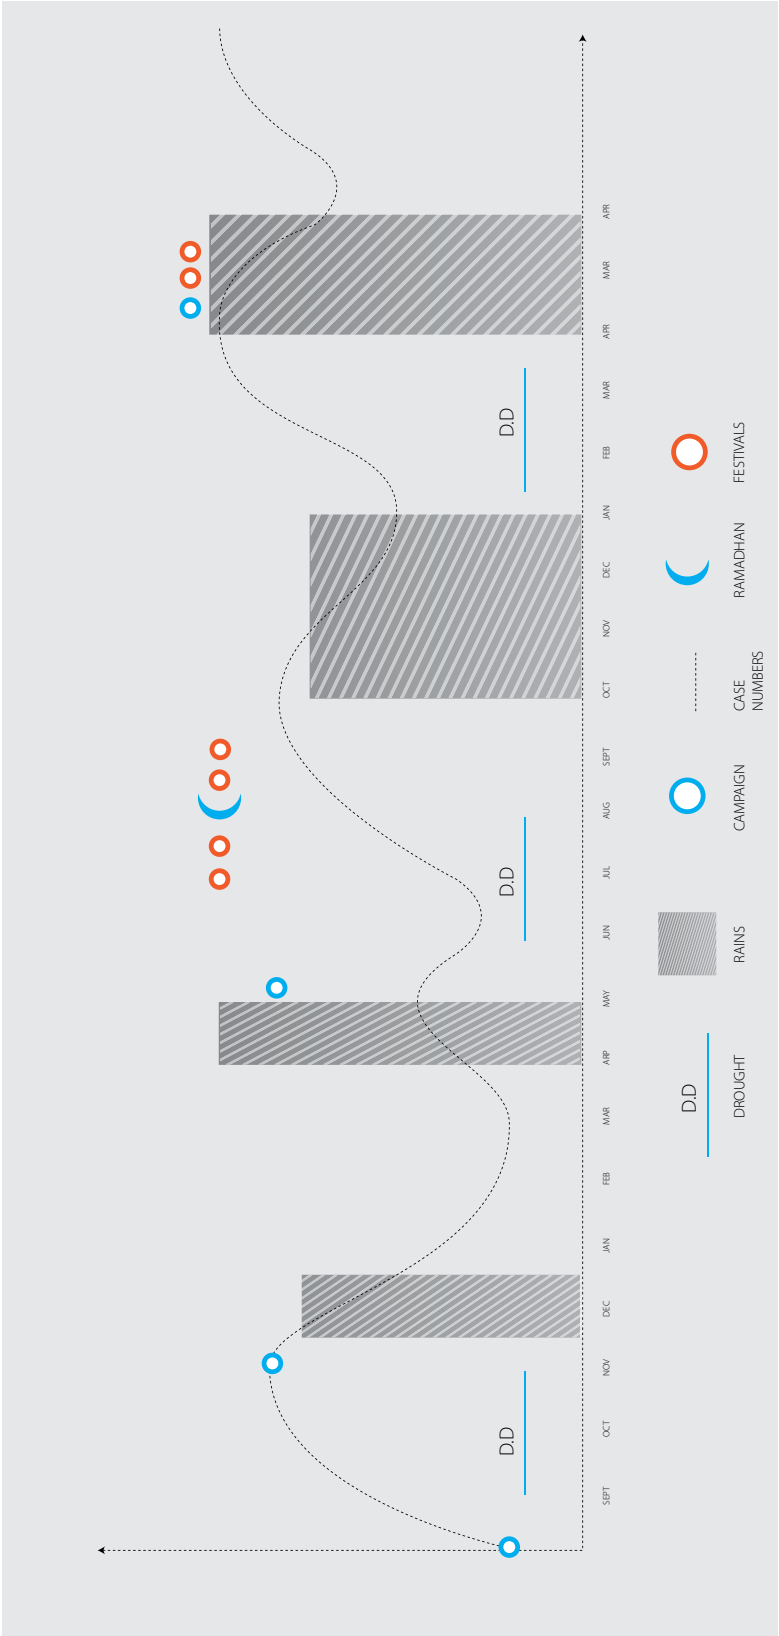 D.D
D.D
D.D
SEPT OCT NOV DEC JAN FEB MAR ARP MAY JUN JUL AUG SEPT OCT NOV DEC JAN FEB MAR APR MAR APR
D.D
DROUGHT
RAINS
CAMPAIGN
CASE
NUMBERS
RAMADHAN
FESTIVALS